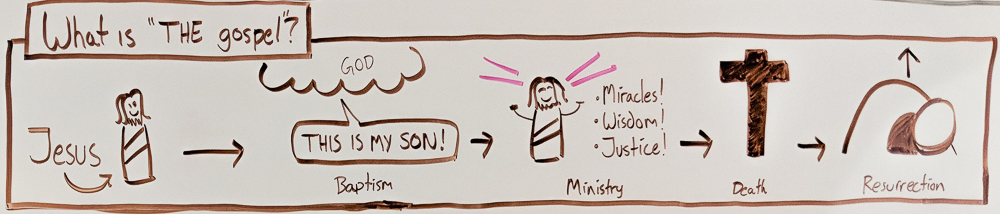 What is "THE gospel"?
Jesus
GOD
THIS IS MY SON!
Baptism
• Miracles!
• Wisdom!
• Justice!
Ministry
Death
Resurrection